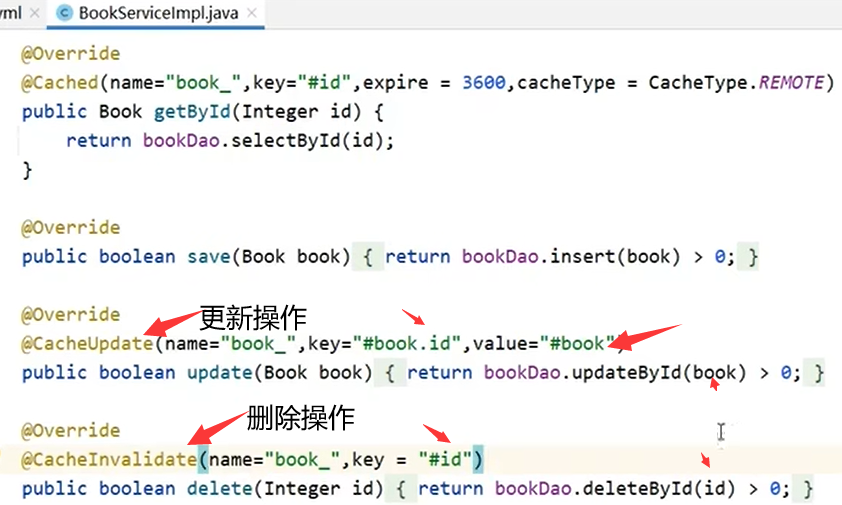 yml × BookServiceImpl.java ×
@Override
@Cached(name="book_",key="#id",expire = 3600,cacheType = CacheType.REMOTE)
public Book getById(Integer id) {
return bookDao.selectById(id);
}
@Override
public boolean save(Book book) { return bookDao.insert(book) > 0; }
@Override 更新操作
@CacheUpdate(name="book_",key="#book.id",value="#book")
public boolean update(Book book) { return bookDao.updateById(book) > 0; }
@Override 删除操作
@CacheInvalidate(name="book_",key = "#id")
public boolean delete(Integer id) { return bookDao.deleteById(id) > 0; }